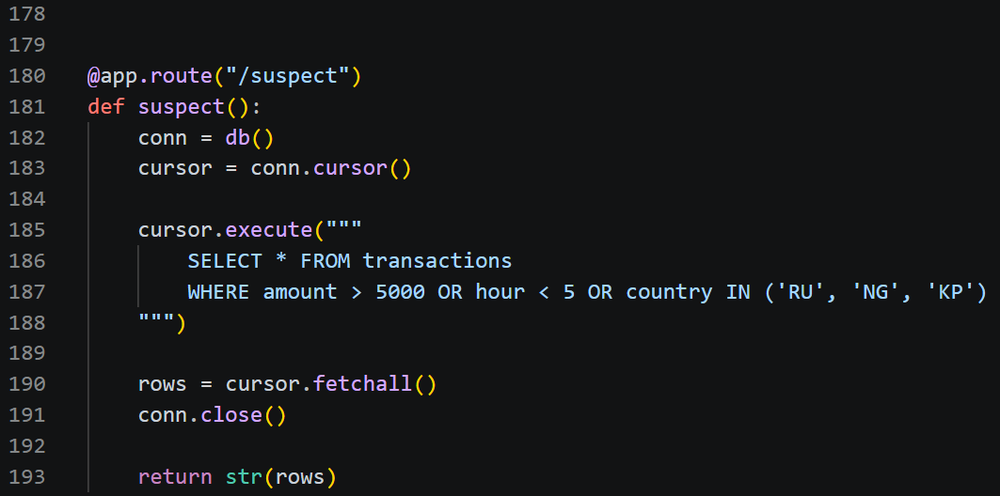 178
179
180 @app.route("/suspect")
181 def suspect():
182     conn = db()
183     cursor = conn.cursor()
184
185     cursor.execute("""
186         SELECT * FROM transactions
187         WHERE amount > 5000 OR hour < 5 OR country IN ('RU', 'NG', 'KP')
188     """)
189
190     rows = cursor.fetchall()
191     conn.close()
192
193     return str(rows)